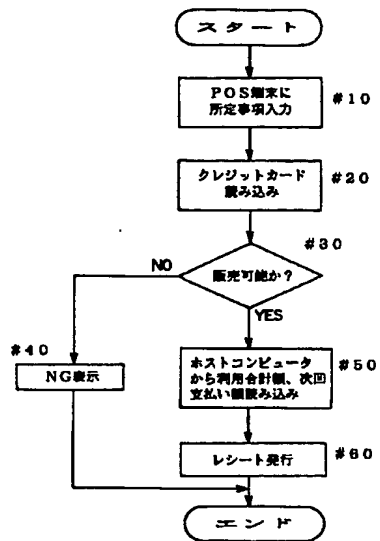 スタート
POS端末に
所定事項入力
#10
クレジットカード
読み込み
#20
#30
販売可能か?
NO
YES
#40
NG表示
ホストコンピュータ
から利用合計額、次回
支払い額読み込み
#50
レシート発行
#60
エンド